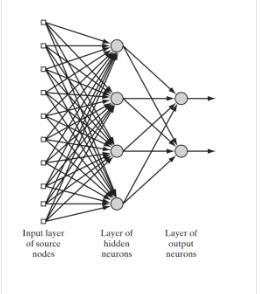 Input layer Layer of Layer of
of source hidden output
nodes neurons neurons